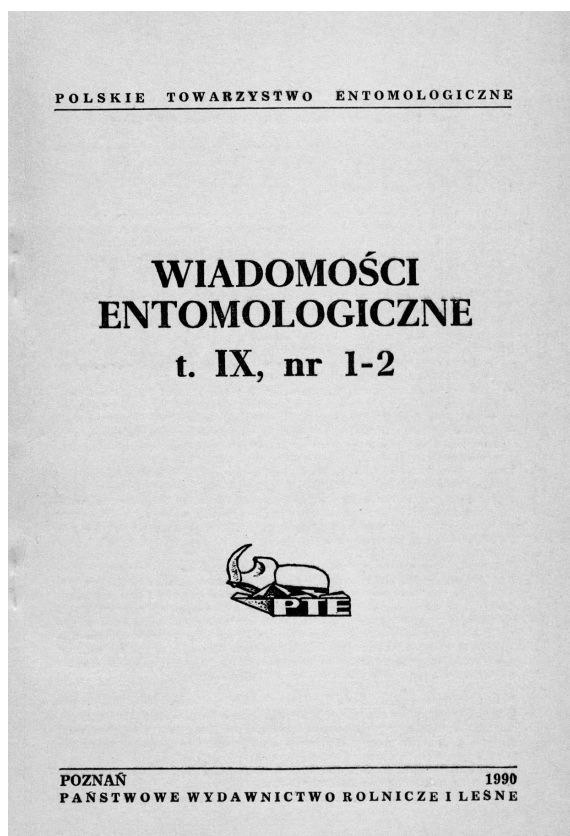 POLSKIE TOWARZYSTWO ENTOMOLOGICZNE
WIADOMOŚCI
ENTOMOLOGICZNE
t. IX, nr 1-2
PTE
POZNAŃ 1990
PAŃSTWOWE WYDAWNICTWO ROLNICZE I LEŚNE